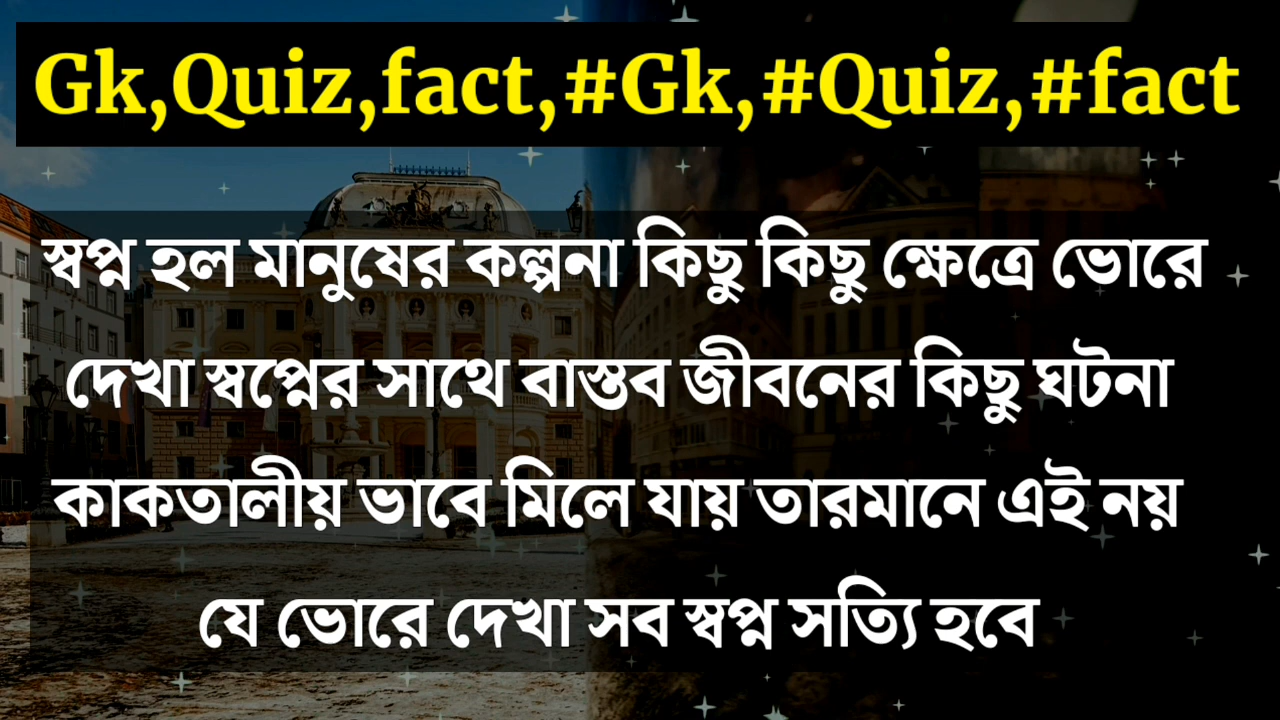 Gk,Quiz,fact,#Gk,#Quiz,#fact
স্বপ্ন হল মানুষের কল্পনা কিছু কিছু ক্ষেত্রে ভোরে
দেখা স্বপ্নের সাথে বাস্তব জীবনের কিছু ঘটনা
কাকতালীয় ভাবে মিলে যায় তারমানে এই নয়
যে ভোরে দেখা সব স্বপ্ন সত্যি হবে